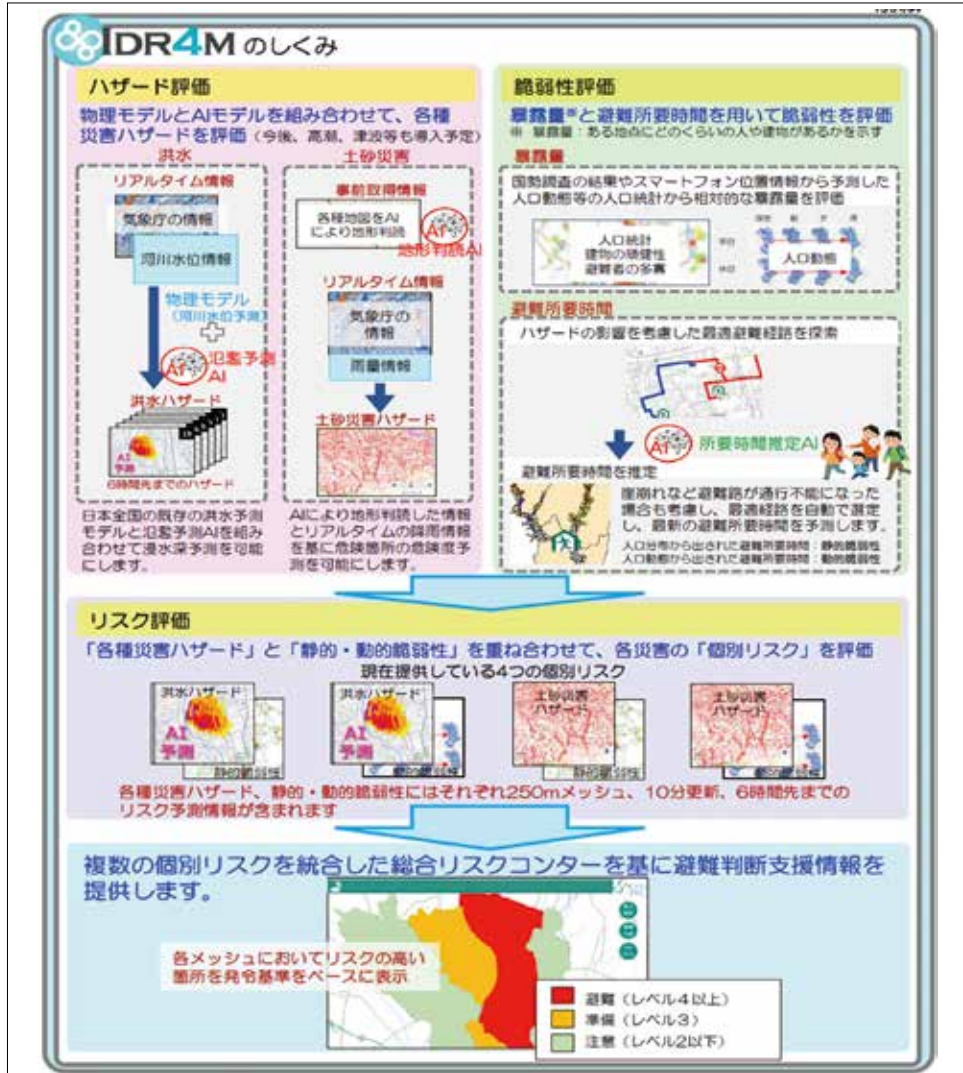 IDR4Mのしくみ
ハザード評価
物理モデルとAIモデルを組み合わせて、各種
災害ハザードを評価（今後、高潮、津波等も導入予定）
洪水
リアルタイム情報
気象庁の情報
河川水位情報
物理モデル
（河川水位予測）
AI
氾濫予測
AI
洪水ハザード
AI
予測
6時間先までのハザード
日本全国の既存の洪水予測
モデルと氾濫予測AIを組み
合わせて浸水深予測を可能
にします。
土砂災害
事前取得情報
各種地図をAI
により地形判読
AI
地形判読AI
リアルタイム情報
気象庁の
情報
雨量情報
土砂災害ハザード
AIにより地形判読した情報
とリアルタイムの降雨情報
を基に危険箇所の危険度予
測を可能にします。
脆弱性評価
暴露量※と避難所要時間を用いて脆弱性を評価
※ 暴露量：ある地点にどのくらいの人や建物があるかを示す
暴露量
国勢調査の結果やスマートフォン位置情報から予測した
人口動態等の人口統計から相対的な暴露量を評価
人口統計
建物の頑健性
避難者の多寡
平日
休日
朝
夕
人口動態
避難所要時間
ハザードの影響を考慮した最適避難経路を探索
AI
所要時間推定AI
避難所要時間を推定
崖崩れなど避難路が通行不能になった
場合も考慮し、最適経路を自動で選定
し、最新の避難所要時間を予測します。
人口分布から出された避難所要時間：静的脆弱性
人口動態から出された避難所要時間：動的脆弱性
リスク評価
「各種災害ハザード」と「静的・動的脆弱性」を重ね合わせて、各災害の「個別リスク」を評価
現在提供している4つの個別リスク
洪水ハザード
AI
予測
静的脆弱性
洪水ハザード
AI
予測
動的脆弱性
土砂災害
ハザード
静的脆弱性
土砂災害
ハザード
動的脆弱性
各種災害ハザード、静的・動的脆弱性にはそれぞれ250mメッシュ、10分更新、6時間先までの
リスク予測情報が含まれます
複数の個別リスクを統合した総合リスクコンターを基に避難判断支援情報を
提供します。
各メッシュにおいてリスクの高い
箇所を発令基準をベースに表示
避難（レベル4以上）
準備（レベル3）
注意（レベル2以下）